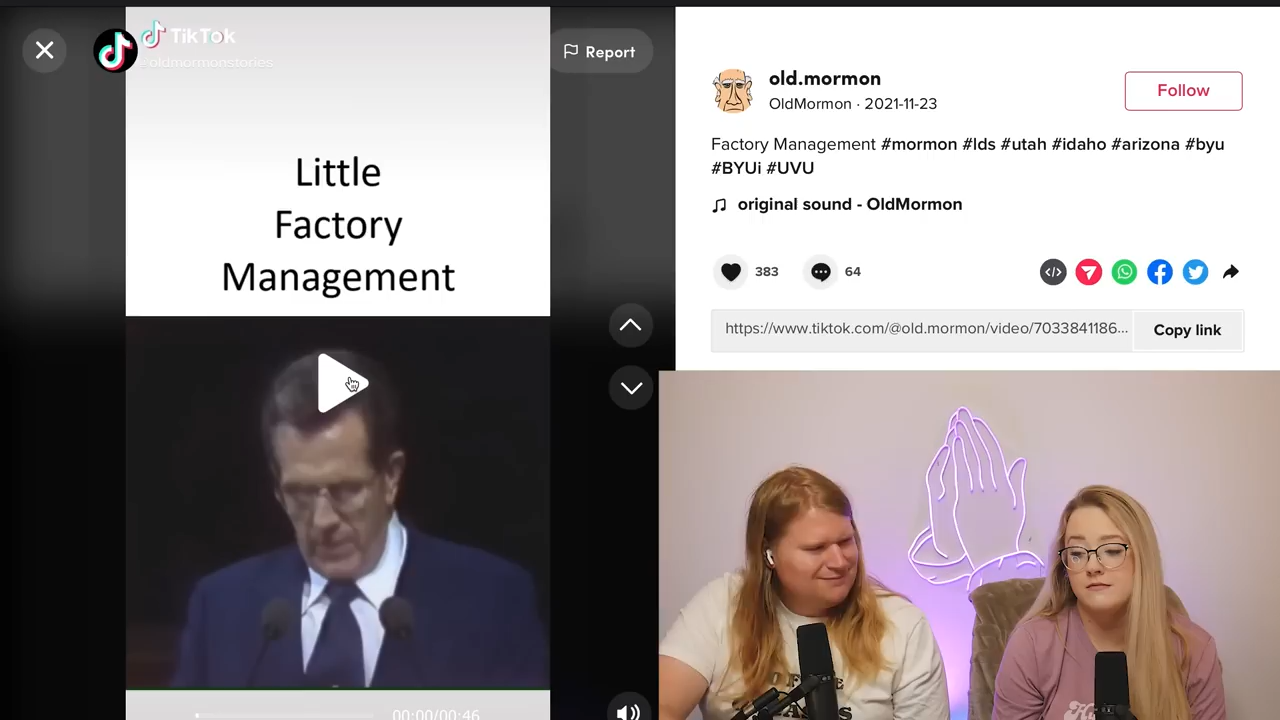 TikTok
@oldmormonstories
Report
Little
Factory
Management
00:00/00:46
old.mormon
OldMormon · 2021-11-23
Follow
Factory Management #mormon #lds #utah #idaho #arizona #byu
#BYUi #UVU
original sound - OldMormon
383
64
https://www.tiktok.com/@old.mormon/video/7033841186...
Copy link